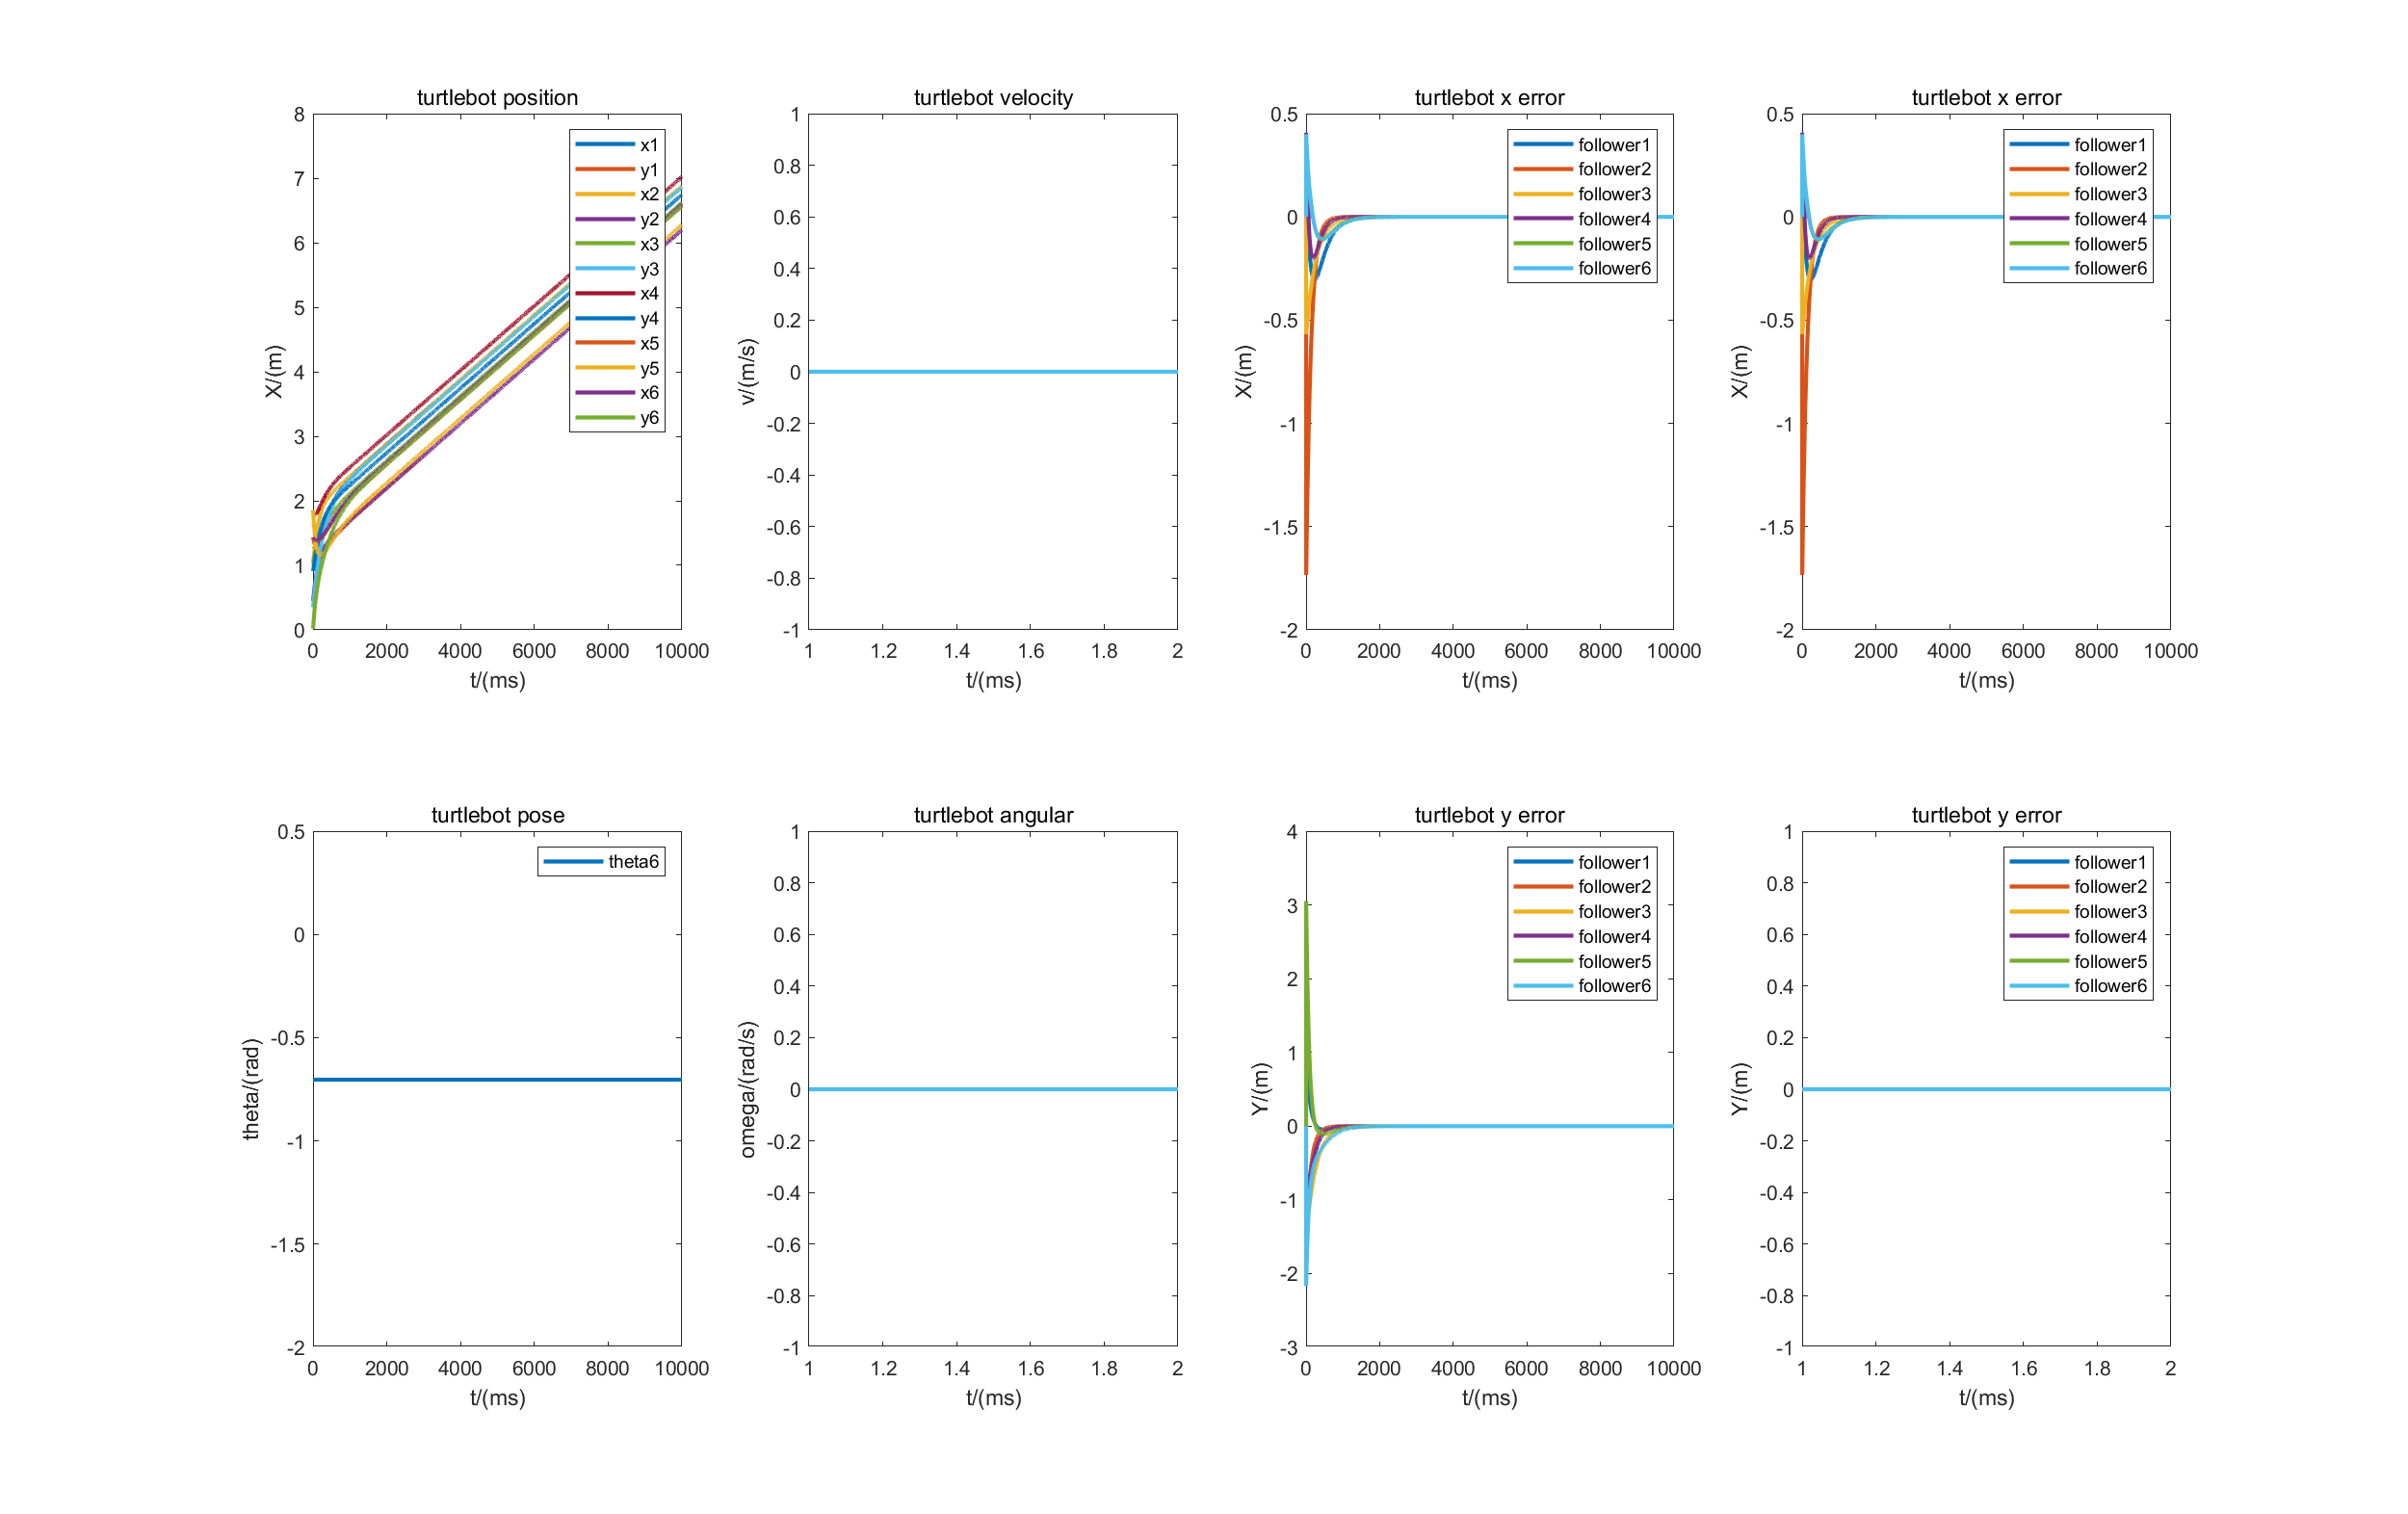 turtlebot position
8
7
6
5
4
3
2
1
0
X/(m)
x1
y1
x2
y2
x3
y3
x4
y4
x5
y5
x6
y6
0 2000 4000 6000 8000 10000
t/(ms)
turtlebot velocity
1
0.8
0.6
0.4
0.2
0
-0.2
-0.4
-0.6
-0.8
-1
v/(m/s)
1 1.2 1.4 1.6 1.8 2
t/(ms)
turtlebot x error
0.5
0
-0.5
-1
-1.5
-2
X/(m)
follower1
follower2
follower3
follower4
follower5
follower6
0 2000 4000 6000 8000 10000
t/(ms)
turtlebot x error
0.5
0
-0.5
-1
-1.5
-2
X/(m)
follower1
follower2
follower3
follower4
follower5
follower6
0 2000 4000 6000 8000 10000
t/(ms)
turtlebot pose
0.5
0
-0.5
-1
-1.5
-2
theta/(rad)
theta6
0 2000 4000 6000 8000 10000
t/(ms)
turtlebot angular
1
0.8
0.6
0.4
0.2
0
-0.2
-0.4
-0.6
-0.8
-1
omega/(rad/s)
1 1.2 1.4 1.6 1.8 2
t/(ms)
turtlebot y error
4
3
2
1
0
-1
-2
-3
Y/(m)
follower1
follower2
follower3
follower4
follower5
follower6
0 2000 4000 6000 8000 10000
t/(ms)
turtlebot y error
1
0.8
0.6
0.4
0.2
0
-0.2
-0.4
-0.6
-0.8
-1
Y/(m)
follower1
follower2
follower3
follower4
follower5
follower6
1 1.2 1.4 1.6 1.8 2
t/(ms)